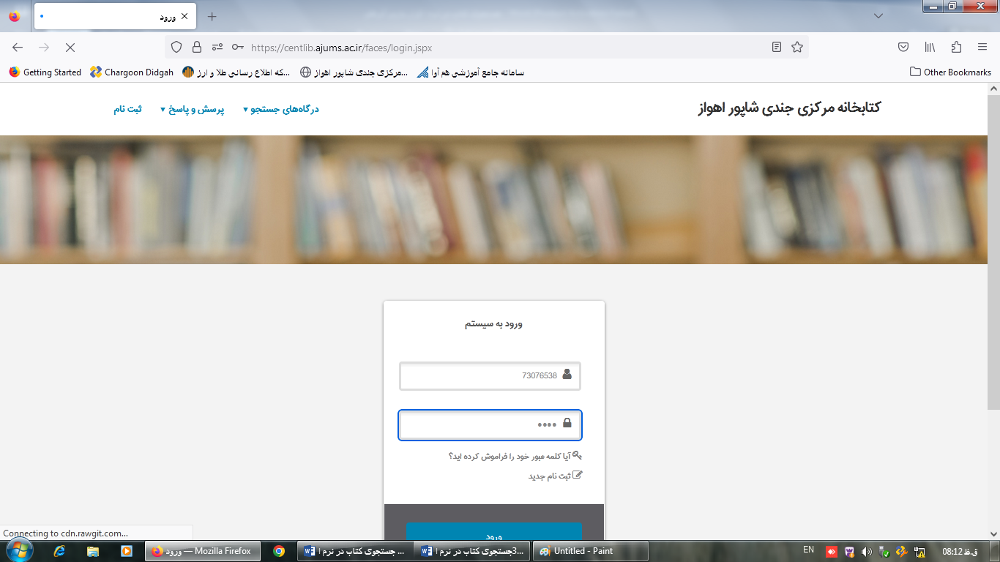 ورود
https://centlib.ajums.ac.ir/faces/login.jspx
Getting Started
Chargoon Didgah
که اطلاع رسانی طلا و ارز...
مرکزی جندی شاپور اهواز...
سامانه جامع آموزشی هم آوا
Other Bookmarks
کتابخانه مرکزی جندی شاپور اهواز
درگاه‌های جستجو
پرسش و پاسخ
ثبت نام
ورود به سیستم
73076538
آیا کلمه عبور خود را فراموش کرده اید؟
ثبت نام جدید
ورود
Connecting to cdn.rawgit.com...
ورود — Mozilla Firefox
جستجوی کتاب در نرم ا...
3جستجوی کتاب در نرم ا...
Untitled - Paint
EN
08:12 ق.ظ